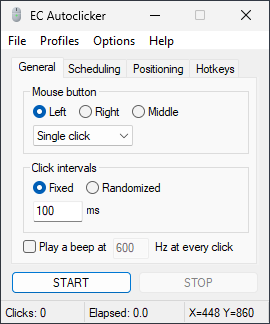 EC Autoclicker
File Profiles Options Help
General Scheduling Positioning Hotkeys
Mouse button
Left Right Middle
Single click
Click intervals
Fixed Randomized
100 ms
Play a beep at 600 Hz at every click
START STOP
Clicks: 0 Elapsed: 0.0 X=448 Y=860